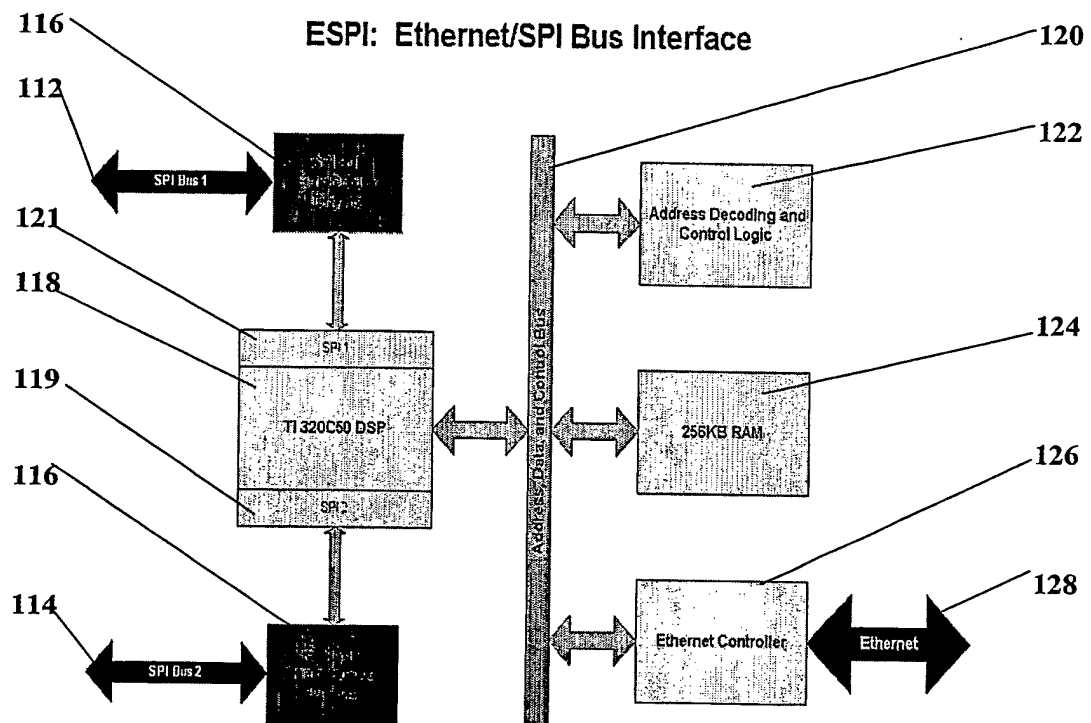 ESPI: Ethernet/SPI Bus Interface
116
112
121
118
119
116
114
120
122
124
126
128
SPI Bus 1
SPI 1
TI 320C50 DSP
SPI 2
SPI Bus 2
Address, Data, and Control Bus
Address Decoding and
Control Logic
256KB RAM
Ethernet Controller
Ethernet